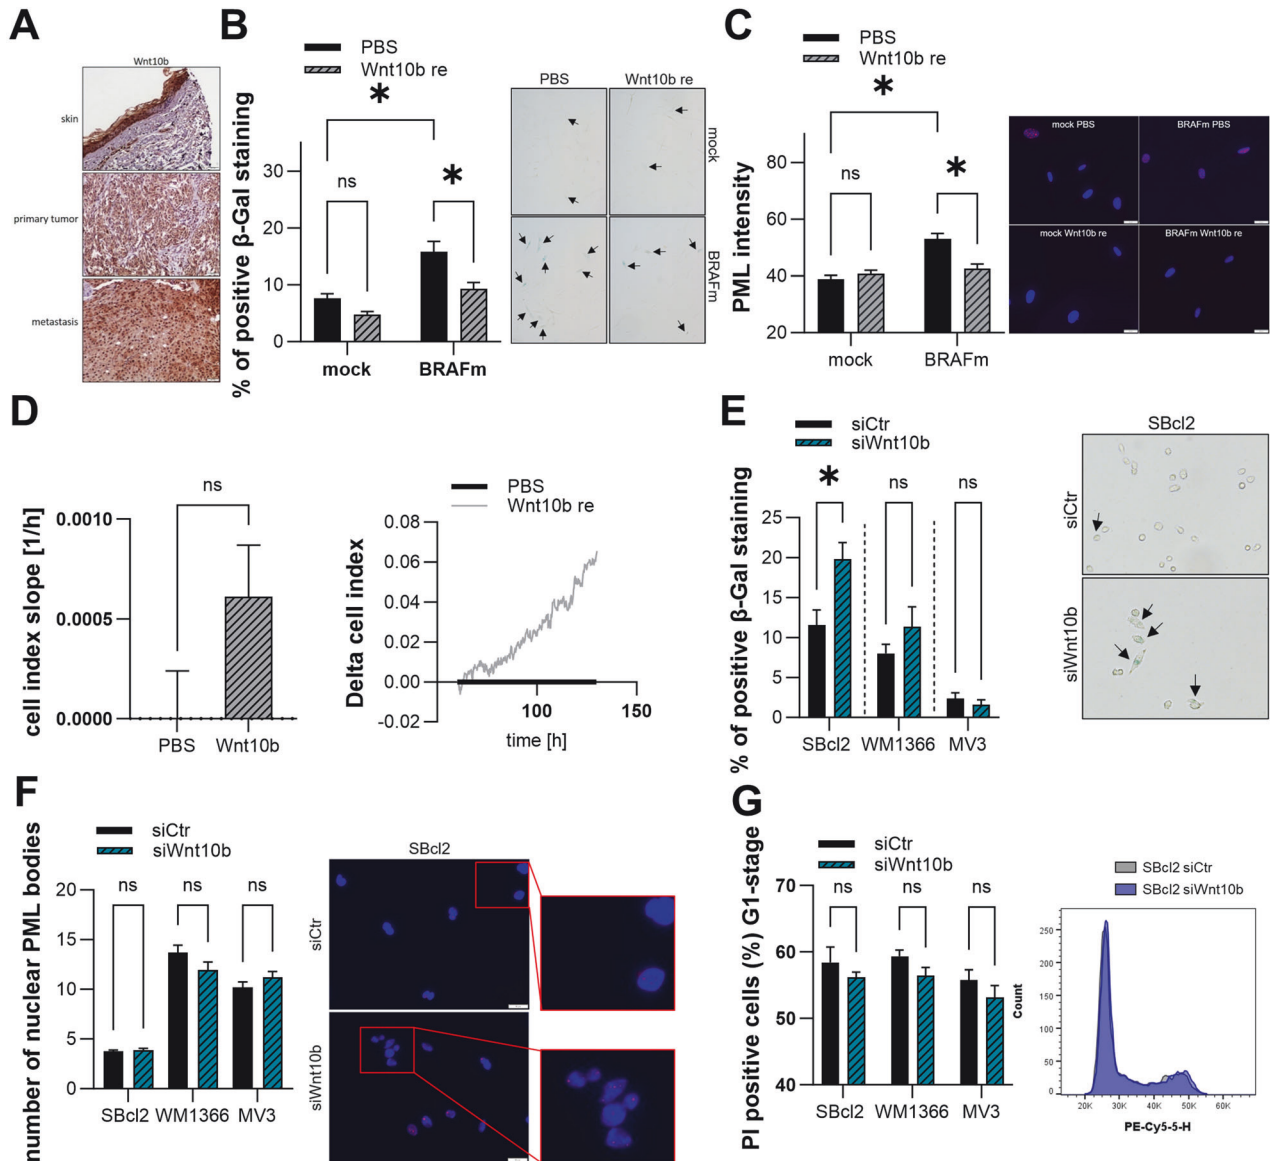 A
Wnt10b
skin
primary tumor
metastasis
B
PBS
Wnt10b re
% of positive β-Gal staining
30
20
10
0
*
ns
*
mock
BRAFm
PBS
Wnt10b re
mock
BRAFm
C
PBS
Wnt10b re
PML intensity
80
60
40
20
*
ns
*
mock
BRAFm
mock PBS
BRAFm PBS
mock Wnt10b re
BRAFm Wnt10b re
D
cell index slope [1/h]
0.0010
0.0005
0.0000
ns
PBS
Wnt10b
PBS
Wnt10b re
Delta cell index
0.08
0.06
0.04
0.02
0.00
-0.02
100
150
time [h]
E
siCtr
siWnt10b
% of positive β-Gal staining
25
20
15
10
5
0
*
ns
ns
SBcl2
WM1366
MV3
SBcl2
siCtr
siWnt10b
F
siCtr
siWnt10b
number of nuclear PML bodies
20
15
10
5
0
ns
ns
ns
SBcl2
WM1366
MV3
SBcl2
siCtr
siWnt10b
G
siCtr
siWnt10b
PI positive cells (%) G1-stage
70
60
50
40
ns
ns
ns
SBcl2
WM1366
MV3
SBcl2 siCtr
SBcl2 siWnt10b
Count
250
200
150
100
50
0
20K
30K
40K
50K
60K
PE-Cy5-5-H